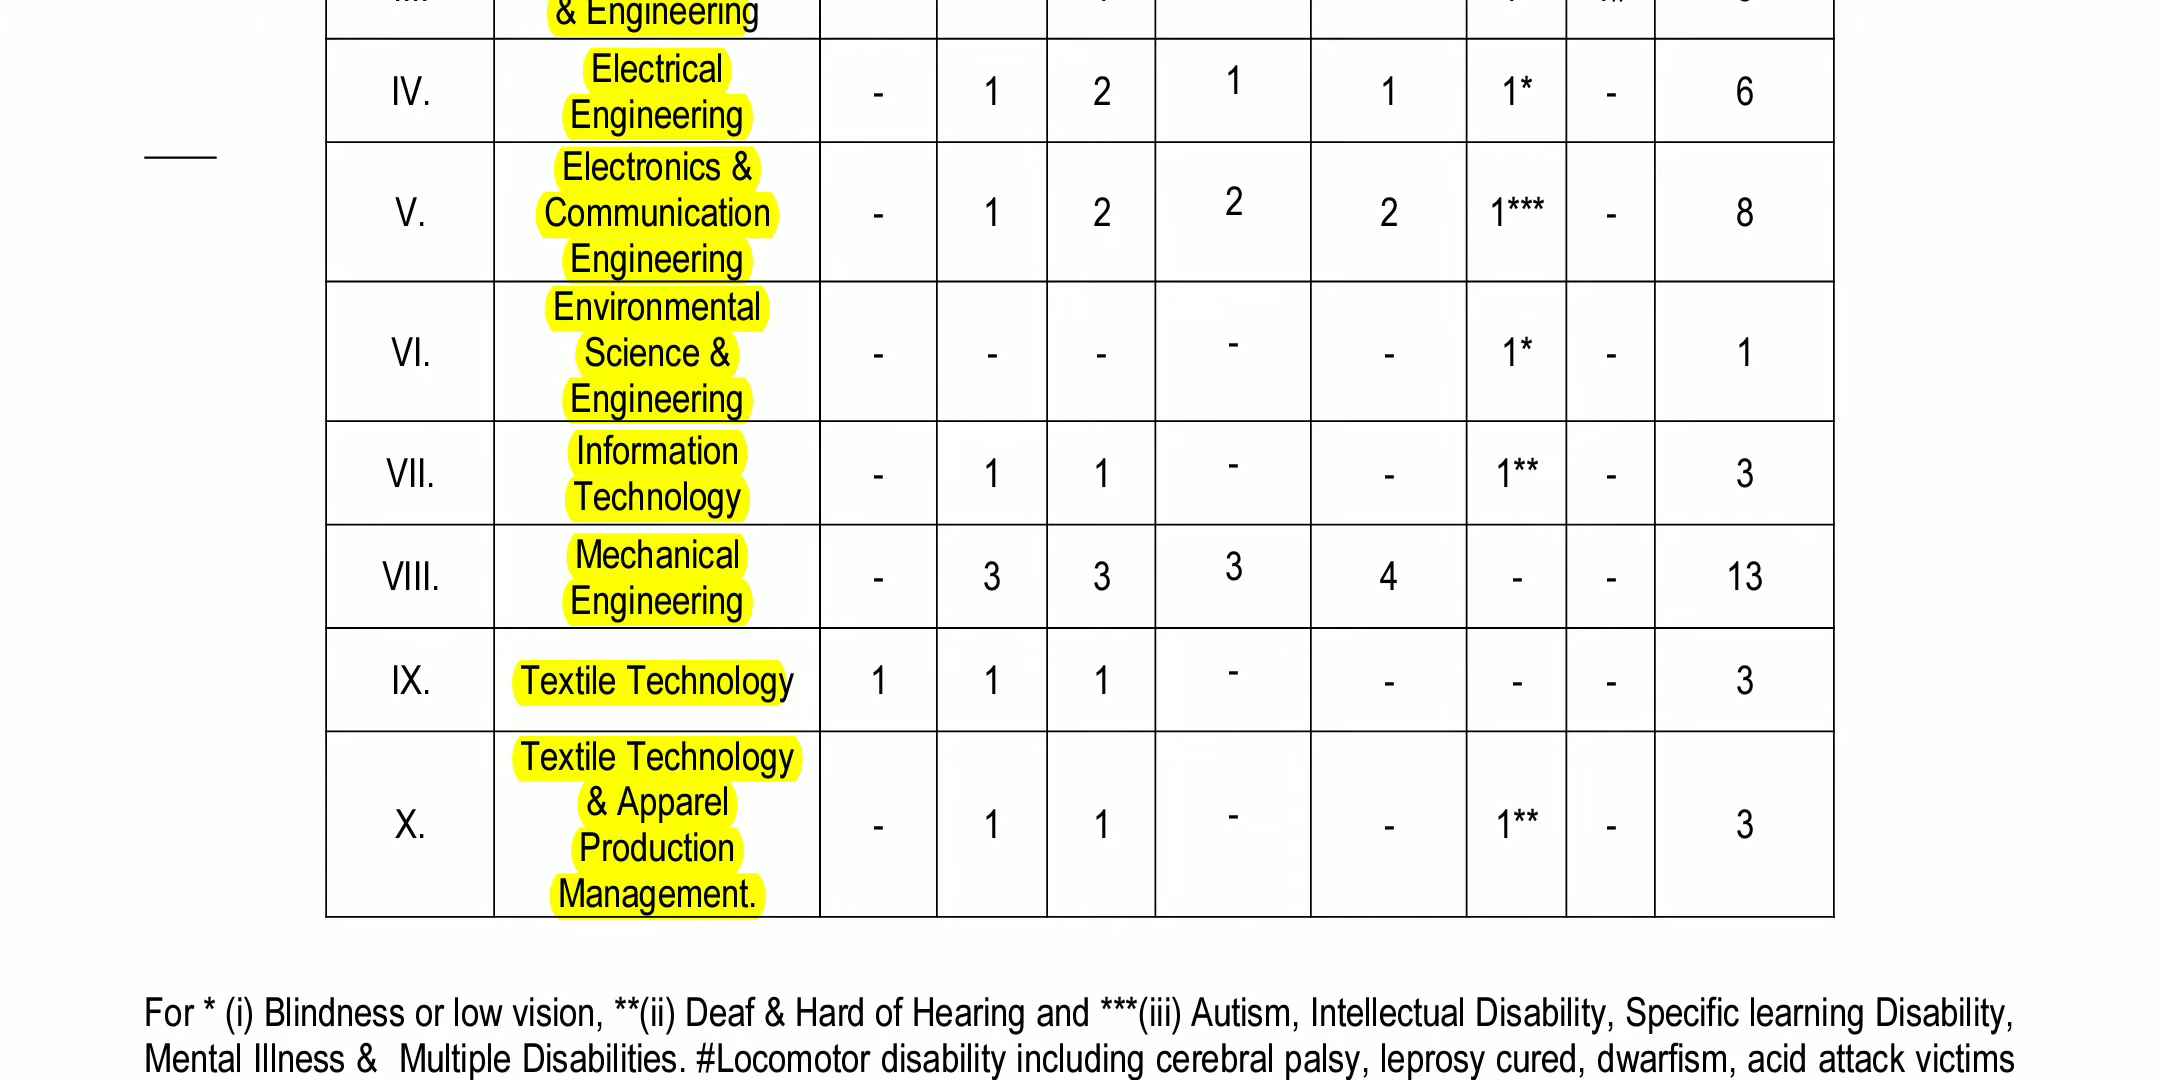 & Engineering
IV. Electrical Engineering - 1 2 1 1 1* - 6
V. Electronics & Communication Engineering - 1 2 2 2 1*** - 8
VI. Environmental Science & Engineering - - - - - 1* - 1
VII. Information Technology - 1 1 - - 1** - 3
VIII. Mechanical Engineering - 3 3 3 4 - - 13
IX. Textile Technology 1 1 1 - - - - 3
X. Textile Technology & Apparel Production Management. - 1 1 - - 1** - 3
For * (i) Blindness or low vision, **(ii) Deaf & Hard of Hearing and ***(iii) Autism, Intellectual Disability, Specific learning Disability,
Mental Illness & Multiple Disabilities. #Locomotor disability including cerebral palsy, leprosy cured, dwarfism, acid attack victims